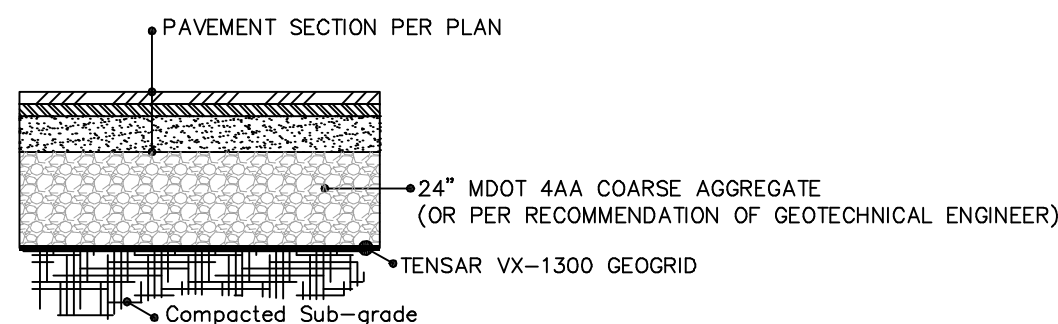 PAVEMENT SECTION PER PLAN
24" MDOT 4AA COARSE AGGREGATE
(OR PER RECOMMENDATION OF GEOTECHNICAL ENGINEER)
TENSAR VX-1300 GEOGRID
Compacted Sub-grade